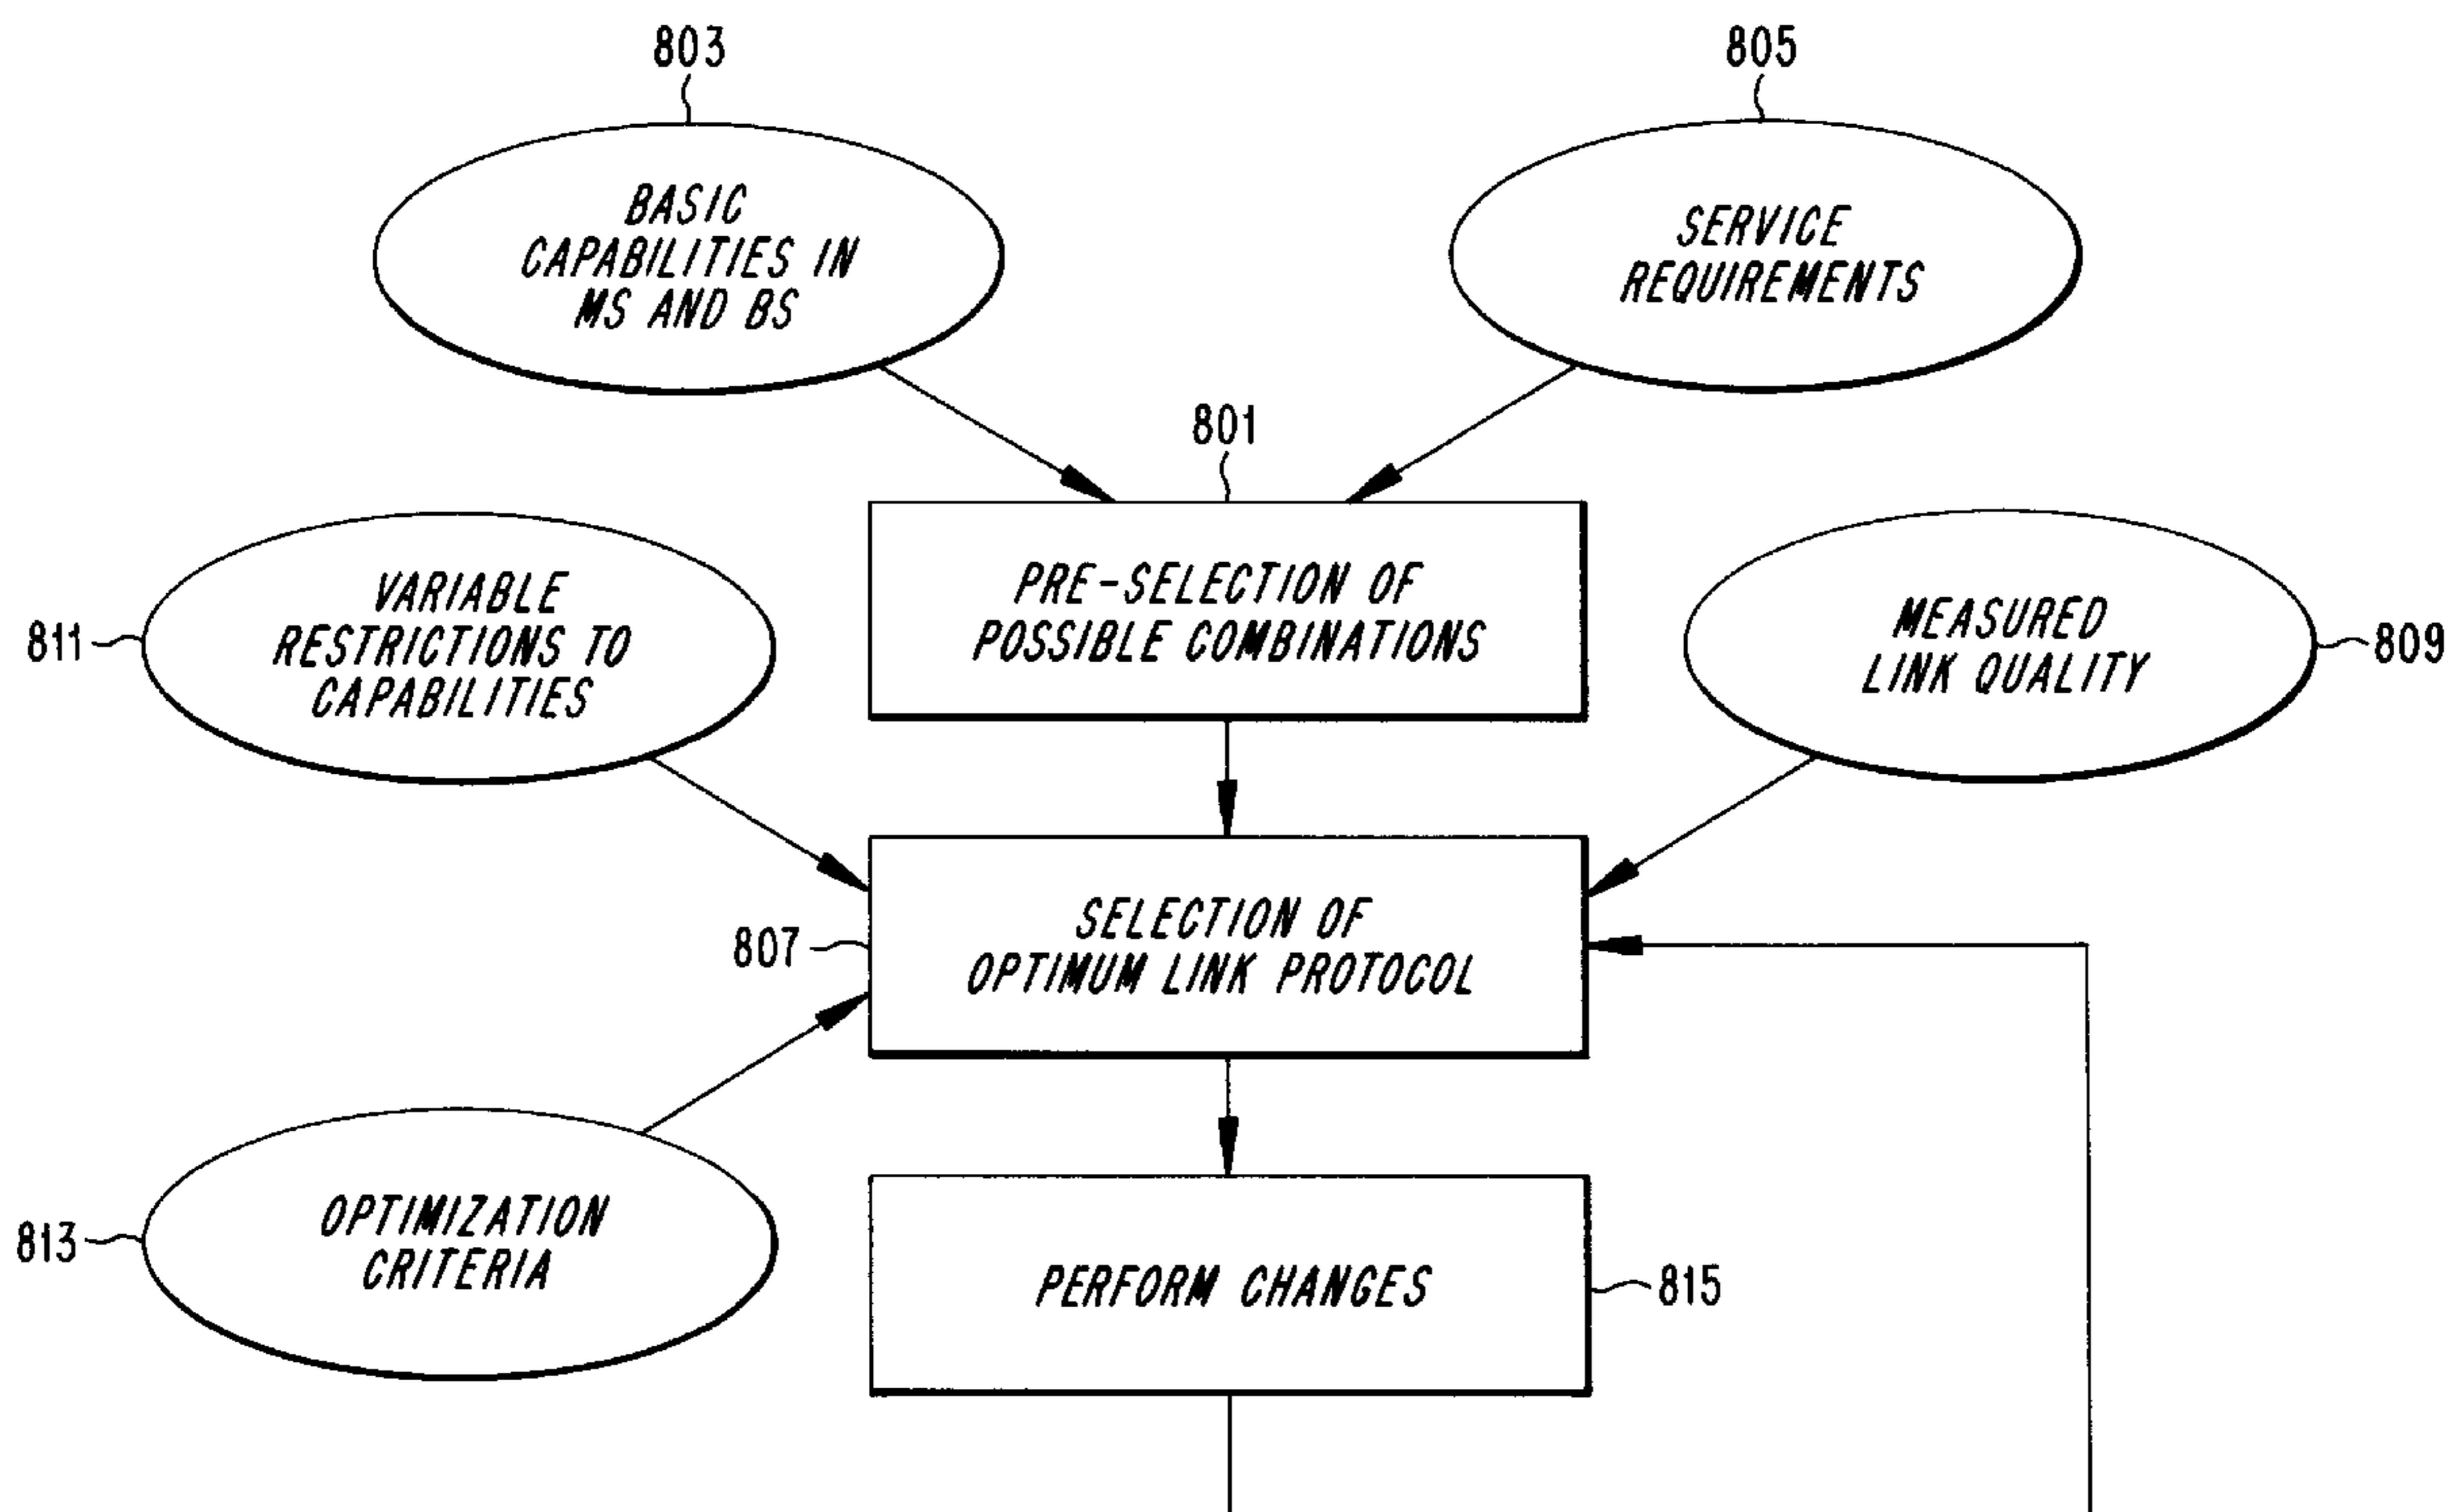 803
805
BASIC
CAPABILITIES IN
MS AND BS
SERVICE
REQUIREMENTS
801
PRE-SELECTION OF
POSSIBLE COMBINATIONS
811
VARIABLE
RESTRICTIONS TO
CAPABILITIES
MEASURED
LINK QUALITY
809
807
SELECTION OF
OPTIMUM LINK PROTOCOL
813
OPTIMIZATION
CRITERIA
PERFORM CHANGES
815